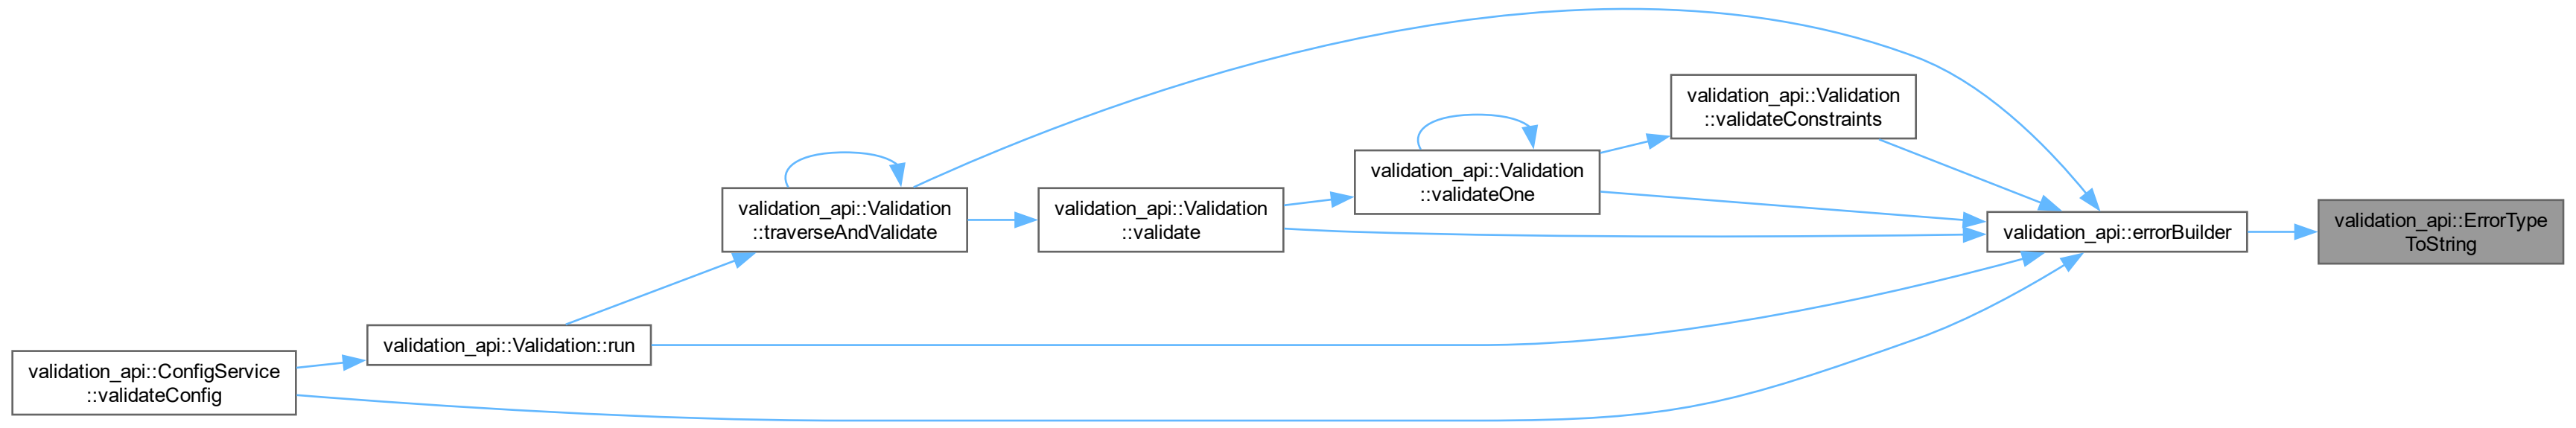 validation_api::Validation
::validateConstraints
validation_api::Validation
::validateOne
validation_api::Validation
::traverseAndValidate
validation_api::Validation
::validate
validation_api::errorBuilder
validation_api::ErrorType
ToString
validation_api::Validation::run
validation_api::ConfigService
::validateConfig